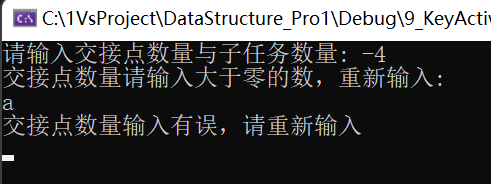 C:\1VsProject\DataStructure_Pro1\Debug\9_KeyActiv
请输入交接点数量与子任务数量: -4
交接点数量请输入大于零的数，重新输入:
a
交接点数量输入有误，请重新输入